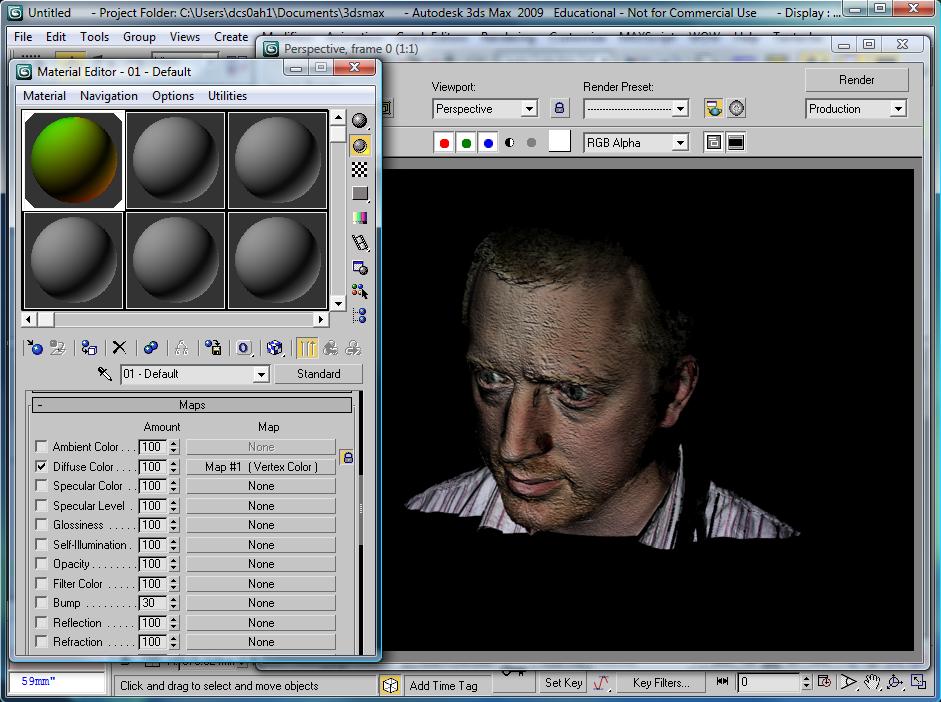 Untitled - Project Folder: C:\Users\dcs0ah1\Documents\3dsmax - Autodesk 3ds Max 2009 Educational - Not for Commercial Use - Display : ...
File Edit Tools Group Views Create
Perspective, frame 0 (1:1)
Material Editor - 01 - Default
Material Navigation Options Utilities
Viewport: Render Preset: Render
Perspective Production
RGB Alpha
01 - Default Standard
- Maps
Amount Map
Ambient Color . . . 100 None
Diffuse Color . . . . 100 Map #1 ( Vertex Color )
Specular Color . . 100 None
Specular Level . 100 None
Glossiness . . . . . 100 None
Self-Illumination . 100 None
Opacity . . . . . . . 100 None
Filter Color . . . . . 100 None
Bump . . . . . . . . 30 None
Reflection . . . . . 100 None
Refraction . . . . . 100 None
59mm"
Click and drag to select and move objects Add Time Tag Set Key Key Filters... 0